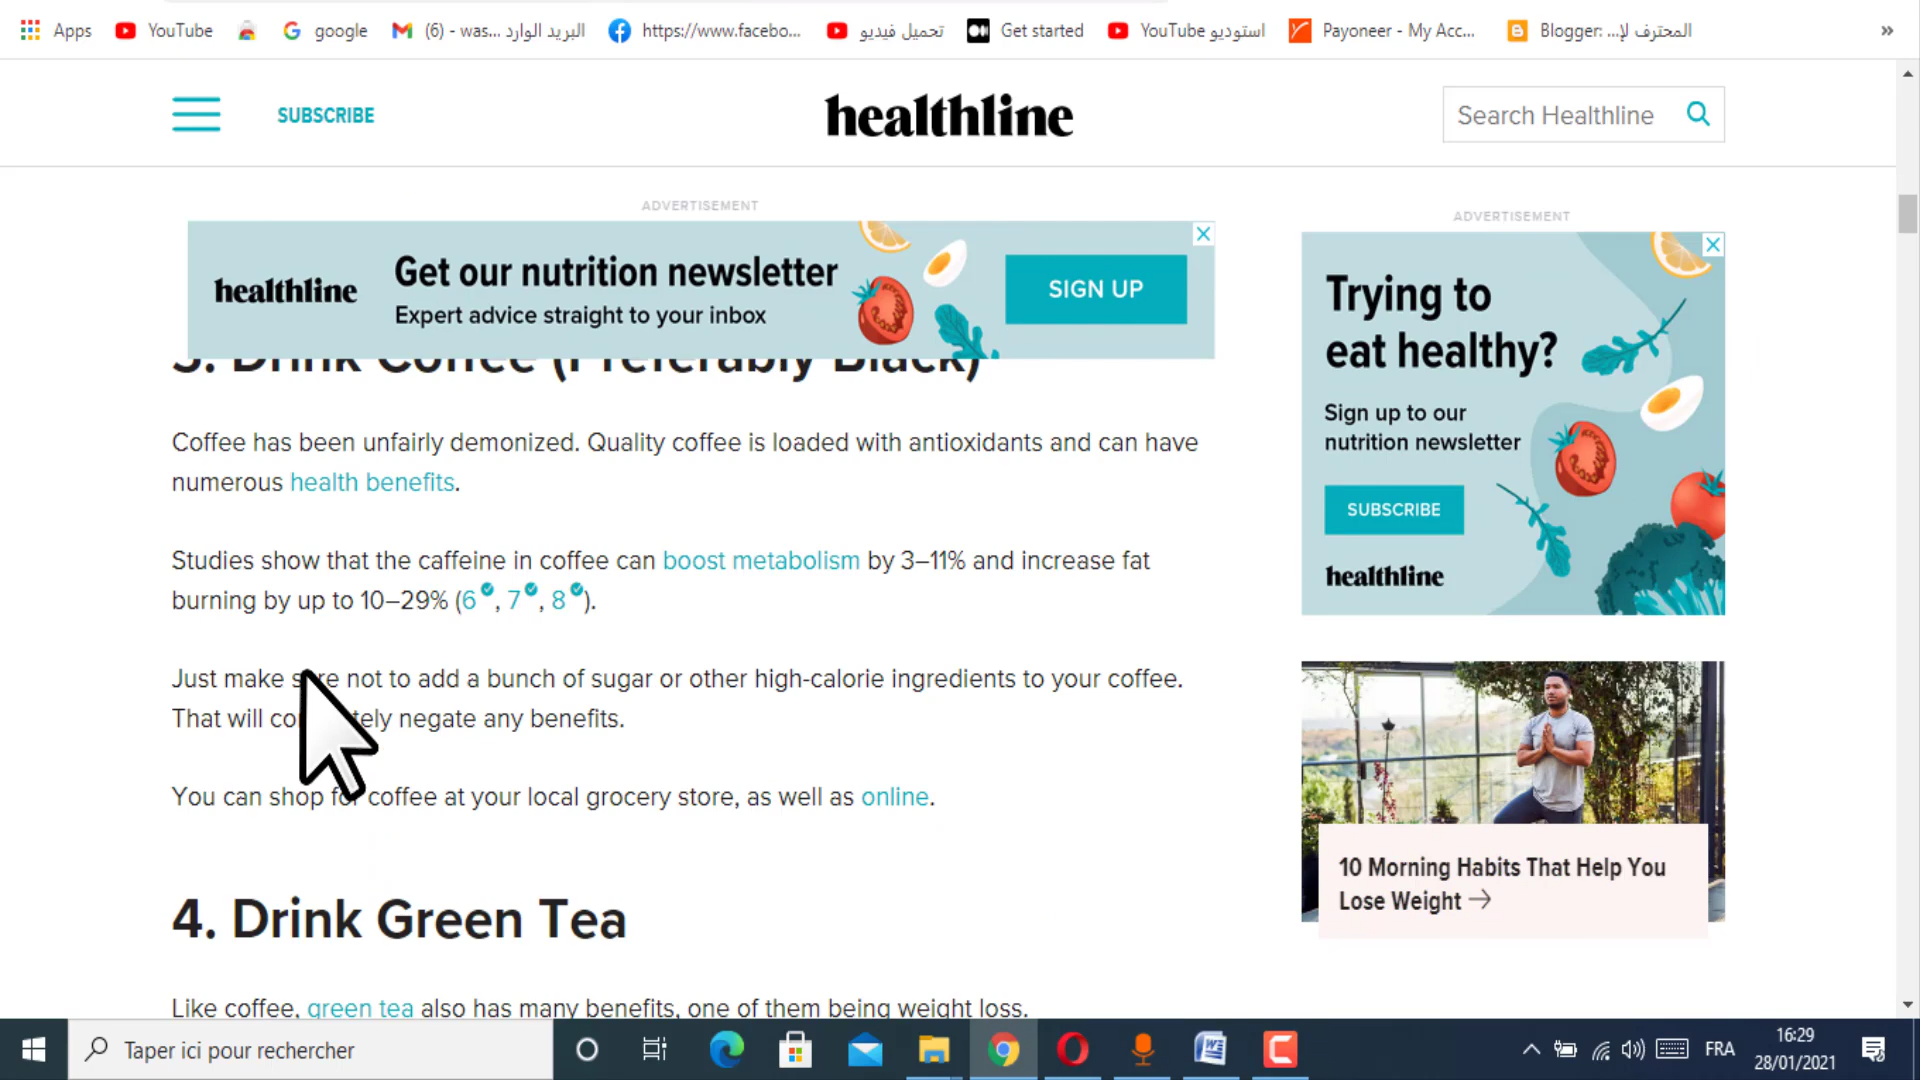 Apps YouTube google (6) - was... البريد الوارد https://www.facebo... تحميل فيديو Get started استوديو YouTube Payoneer - My Acc... Blogger: ...المحترف لإ »
SUBSCRIBE
healthline
Search Healthline
ADVERTISEMENT
healthline
Get our nutrition newsletter
Expert advice straight to your inbox
SIGN UP
3. Drink Coffee (Preferably Black)
Coffee has been unfairly demonized. Quality coffee is loaded with antioxidants and can have
numerous health benefits.
Studies show that the caffeine in coffee can boost metabolism by 3–11% and increase fat
burning by up to 10–29% (6, 7, 8).
Just make sure not to add a bunch of sugar or other high-calorie ingredients to your coffee.
That will completely negate any benefits.
You can shop for coffee at your local grocery store, as well as online.
4. Drink Green Tea
Like coffee, green tea also has many benefits, one of them being weight loss.
ADVERTISEMENT
Trying to
eat healthy?
Sign up to our
nutrition newsletter
SUBSCRIBE
healthline
10 Morning Habits That Help You
Lose Weight →
Taper ici pour rechercher
FRA
16:29
28/01/2021